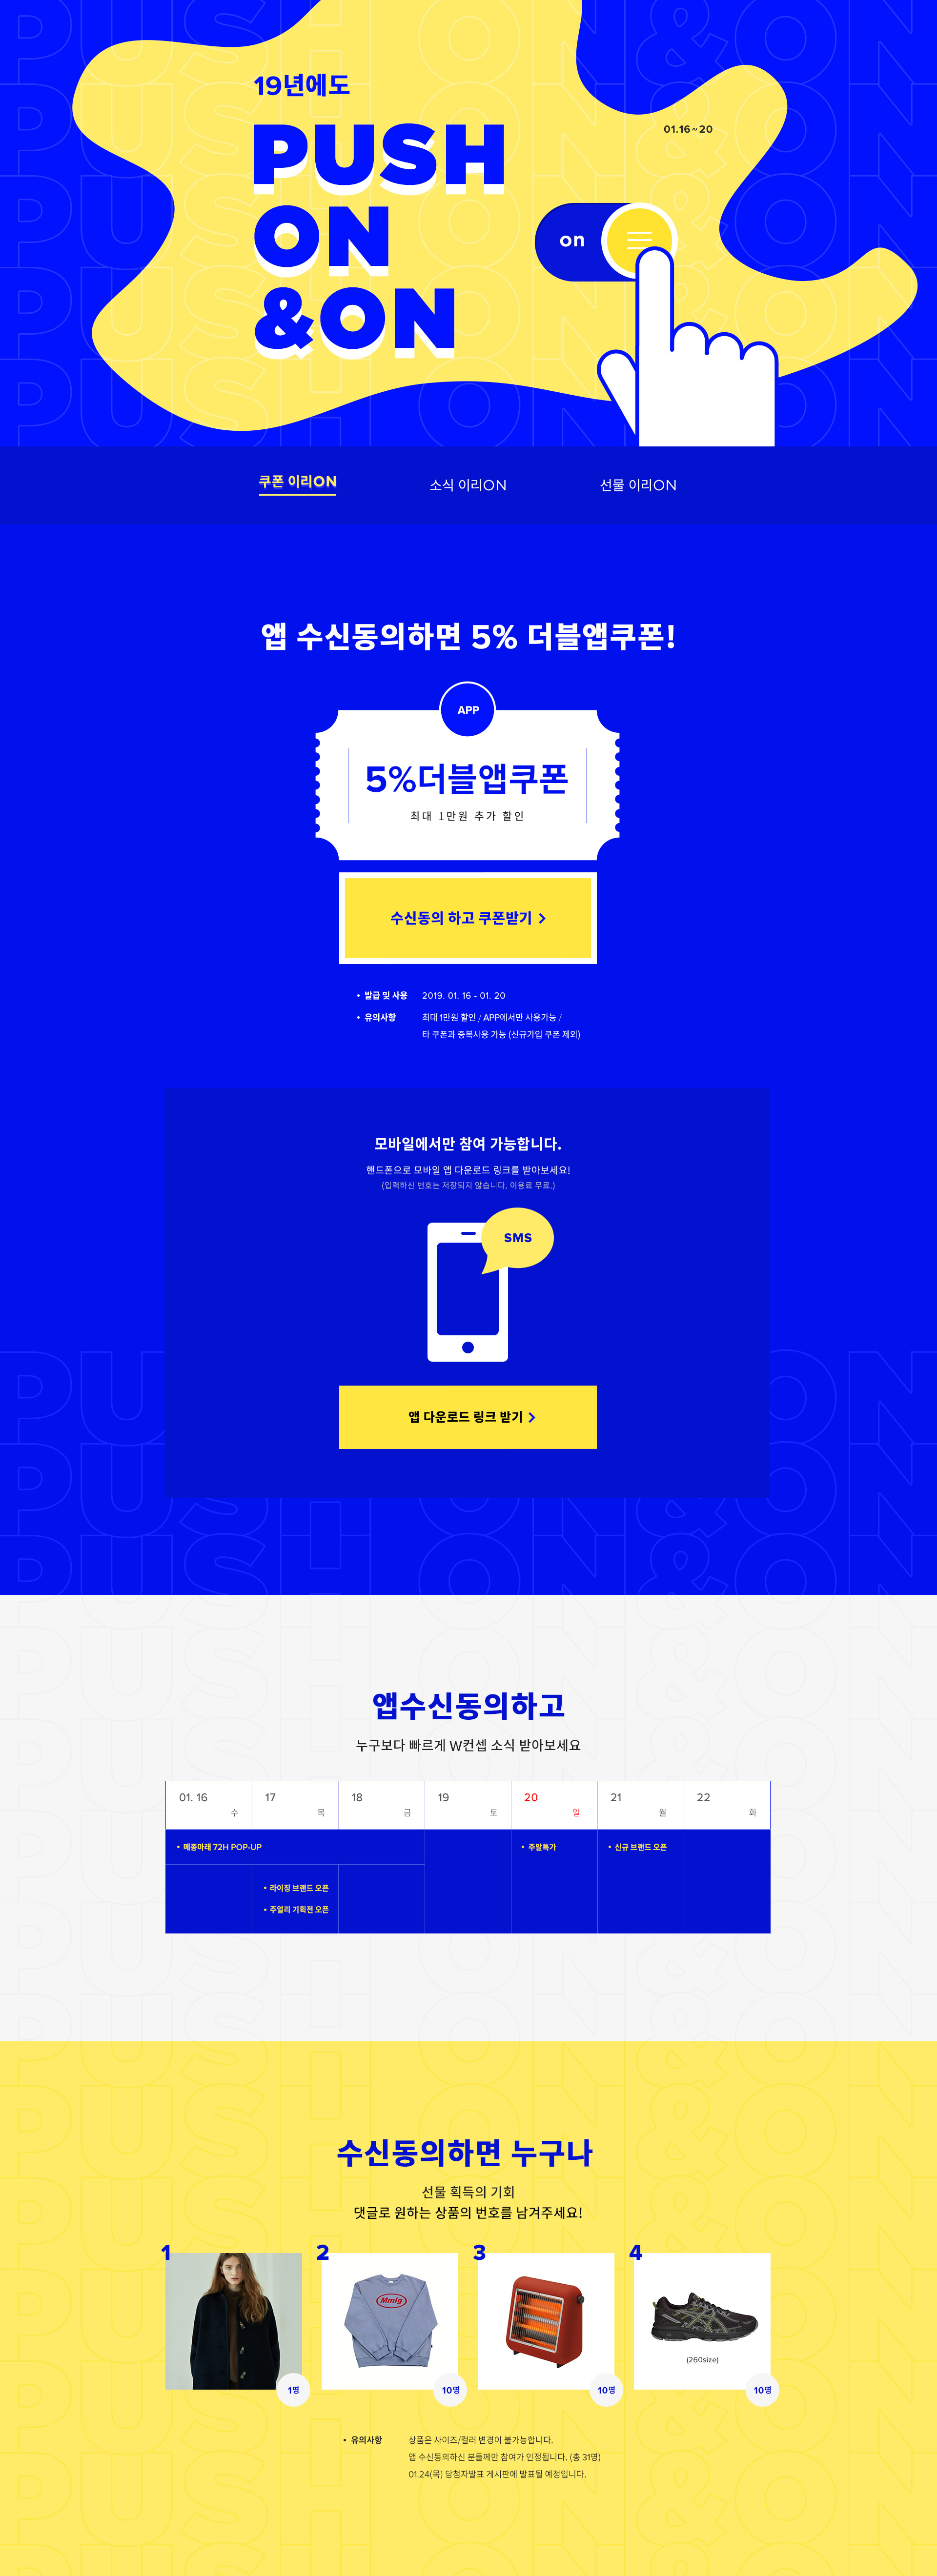 19년에도
PUSH
ON
&ON
01.16~20
on
쿠폰 이리ON
소식 이리ON
선물 이리ON
앱 수신동의하면 5% 더블앱쿠폰!
APP
5%더블앱쿠폰
최대 1만원 추가 할인
수신동의 하고 쿠폰받기 >
• 발급 및 사용 2019. 01. 16 - 01. 20
• 유의사항 최대 1만원 할인 / APP에서만 사용가능 /
타 쿠폰과 중복사용 가능 (신규가입 쿠폰 제외)
모바일에서만 참여 가능합니다.
핸드폰으로 모바일 앱 다운로드 링크를 받아보세요!
(입력하신 번호는 저장되지 않습니다. 이용료 무료.)
SMS
앱 다운로드 링크 받기 >
앱수신동의하고
누구보다 빠르게 W컨셉 소식 받아보세요
01. 16 수 17 목 18 금 19 토 20 일 21 월 22 화
• 메종마레 72H POP-UP
• 주말특가
• 신규 브랜드 오픈
• 라이징 브랜드 오픈
• 주얼리 기획전 오픈
수신동의하면 누구나
선물 획득의 기회
댓글로 원하는 상품의 번호를 남겨주세요!
1
2
3
4
Mmlg
(260size)
1명
10명
10명
10명
• 유의사항 상품은 사이즈/컬러 변경이 불가능합니다.
앱 수신동의하신 분들께만 참여가 인정됩니다. (총 31명)
01.24(목) 당첨자발표 게시판에 발표될 예정입니다.